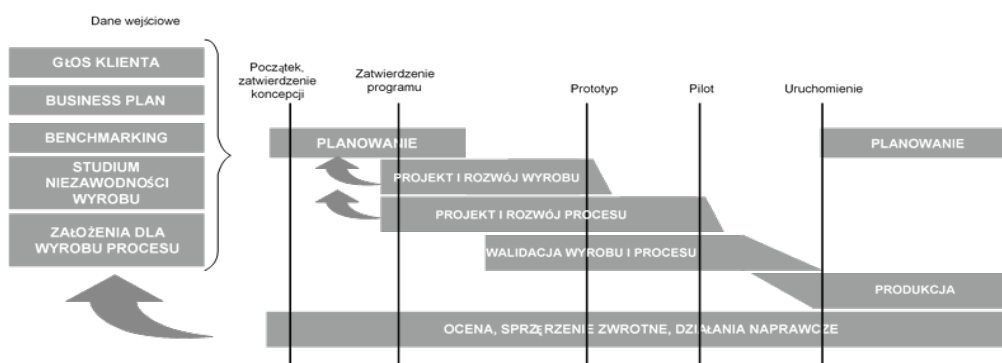 Dane wejściowe
GŁOS KLIENTA
BUSINESS PLAN
BENCHMARKING
STUDIUM
NIEZAWODNOŚCI
WYROBU
ZAŁOŻENIA DLA
WYROBU PROCESU
Początek,
zatwierdzenie
koncepcji
Zatwierdzenie
programu
Prototyp
Pilot
Uruchomienie
PLANOWANIE
PLANOWANIE
PROJEKT I ROZWÓJ WYROBU
PROJEKT I ROZWÓJ PROCESU
WALIDACJA WYROBU I PROCESU
PRODUKCJA
OCENA, SPRZĘRZENIE ZWROTNE, DZIAŁANIA NAPRAWCZE